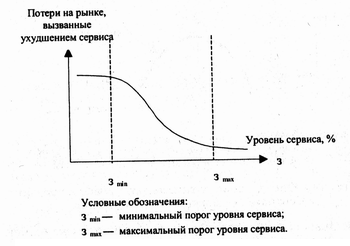 Потери на рынке,
вызванные
ухудшением сервиса
Уровень сервиса, %
З
З min
З max
Условные обозначения:
З min — минимальный порог уровня сервиса;
З max — максимальный порог уровня сервиса.